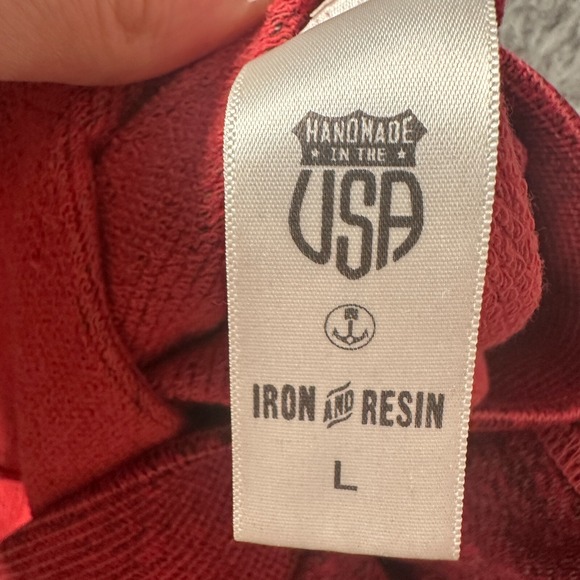 HANDMADE
IN THE
USA
IRON AND RESIN
L